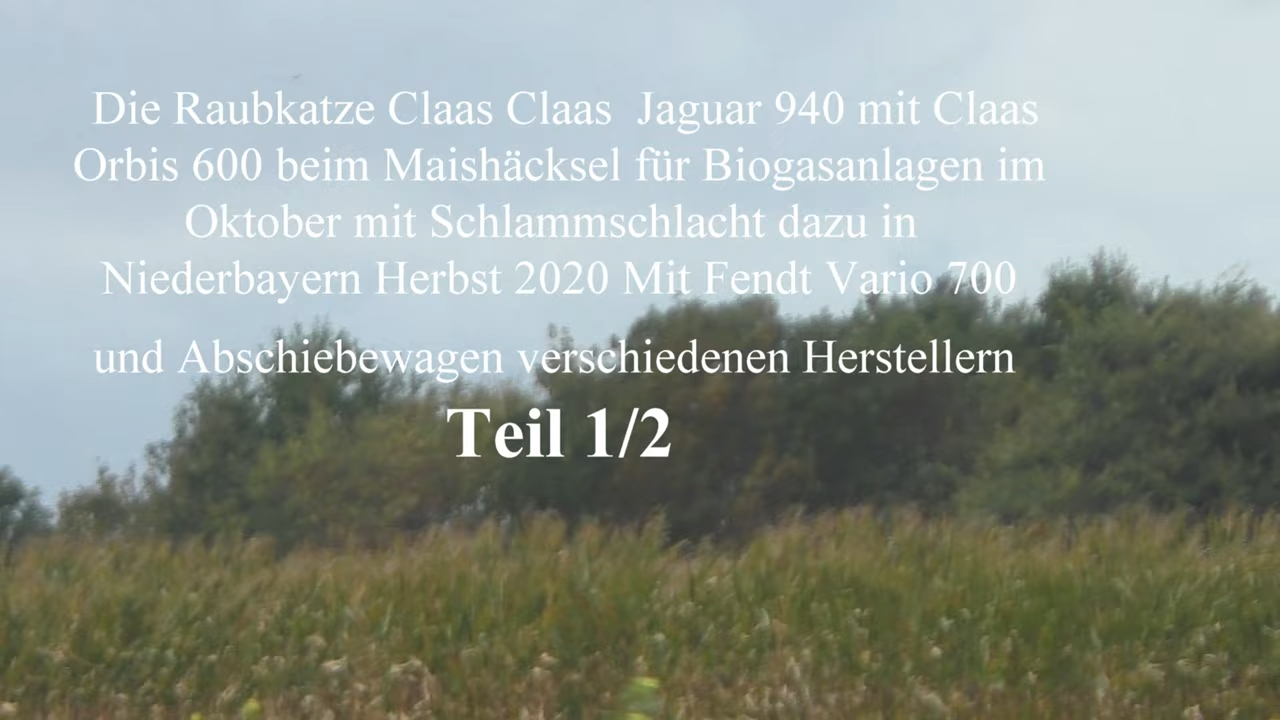 Die Raubkatze Claas Claas  Jaguar 940 mit Claas
Orbis 600 beim Maishäcksel für Biogasanlagen im
Oktober mit Schlammschlacht dazu in
Niederbayern Herbst 2020 Mit Fendt Vario 700
und Abschiebewagen verschiedenen Herstellern
Teil 1/2